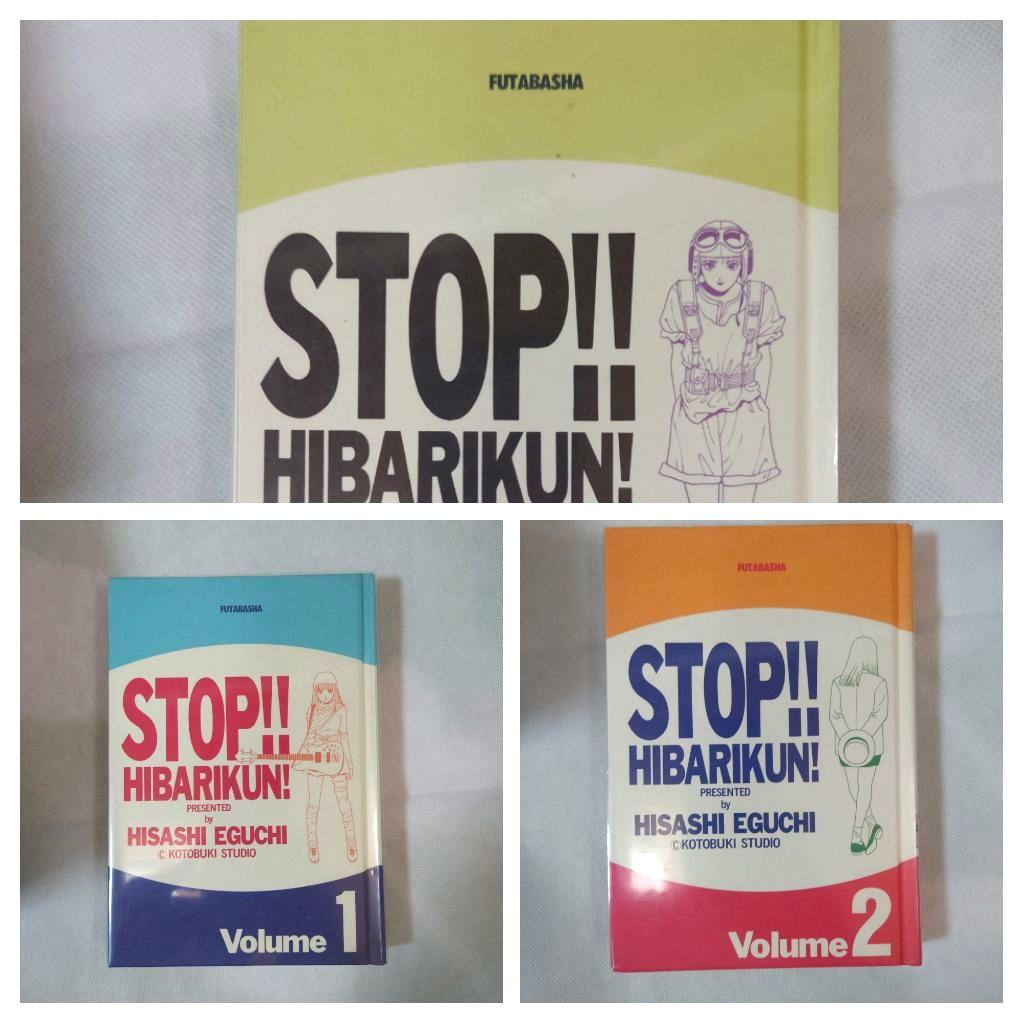 FUTABASHA
STOP!!
HIBARIKUN!
FUTABASHA
STOP!!
HIBARIKUN!
PRESENTED
by
HISASHI EGUCHI
© KOTOBUKI STUDIO
Volume 1
FUTABASHA
STOP!!
HIBARIKUN!
PRESENTED
by
HISASHI EGUCHI
© KOTOBUKI STUDIO
Volume 2